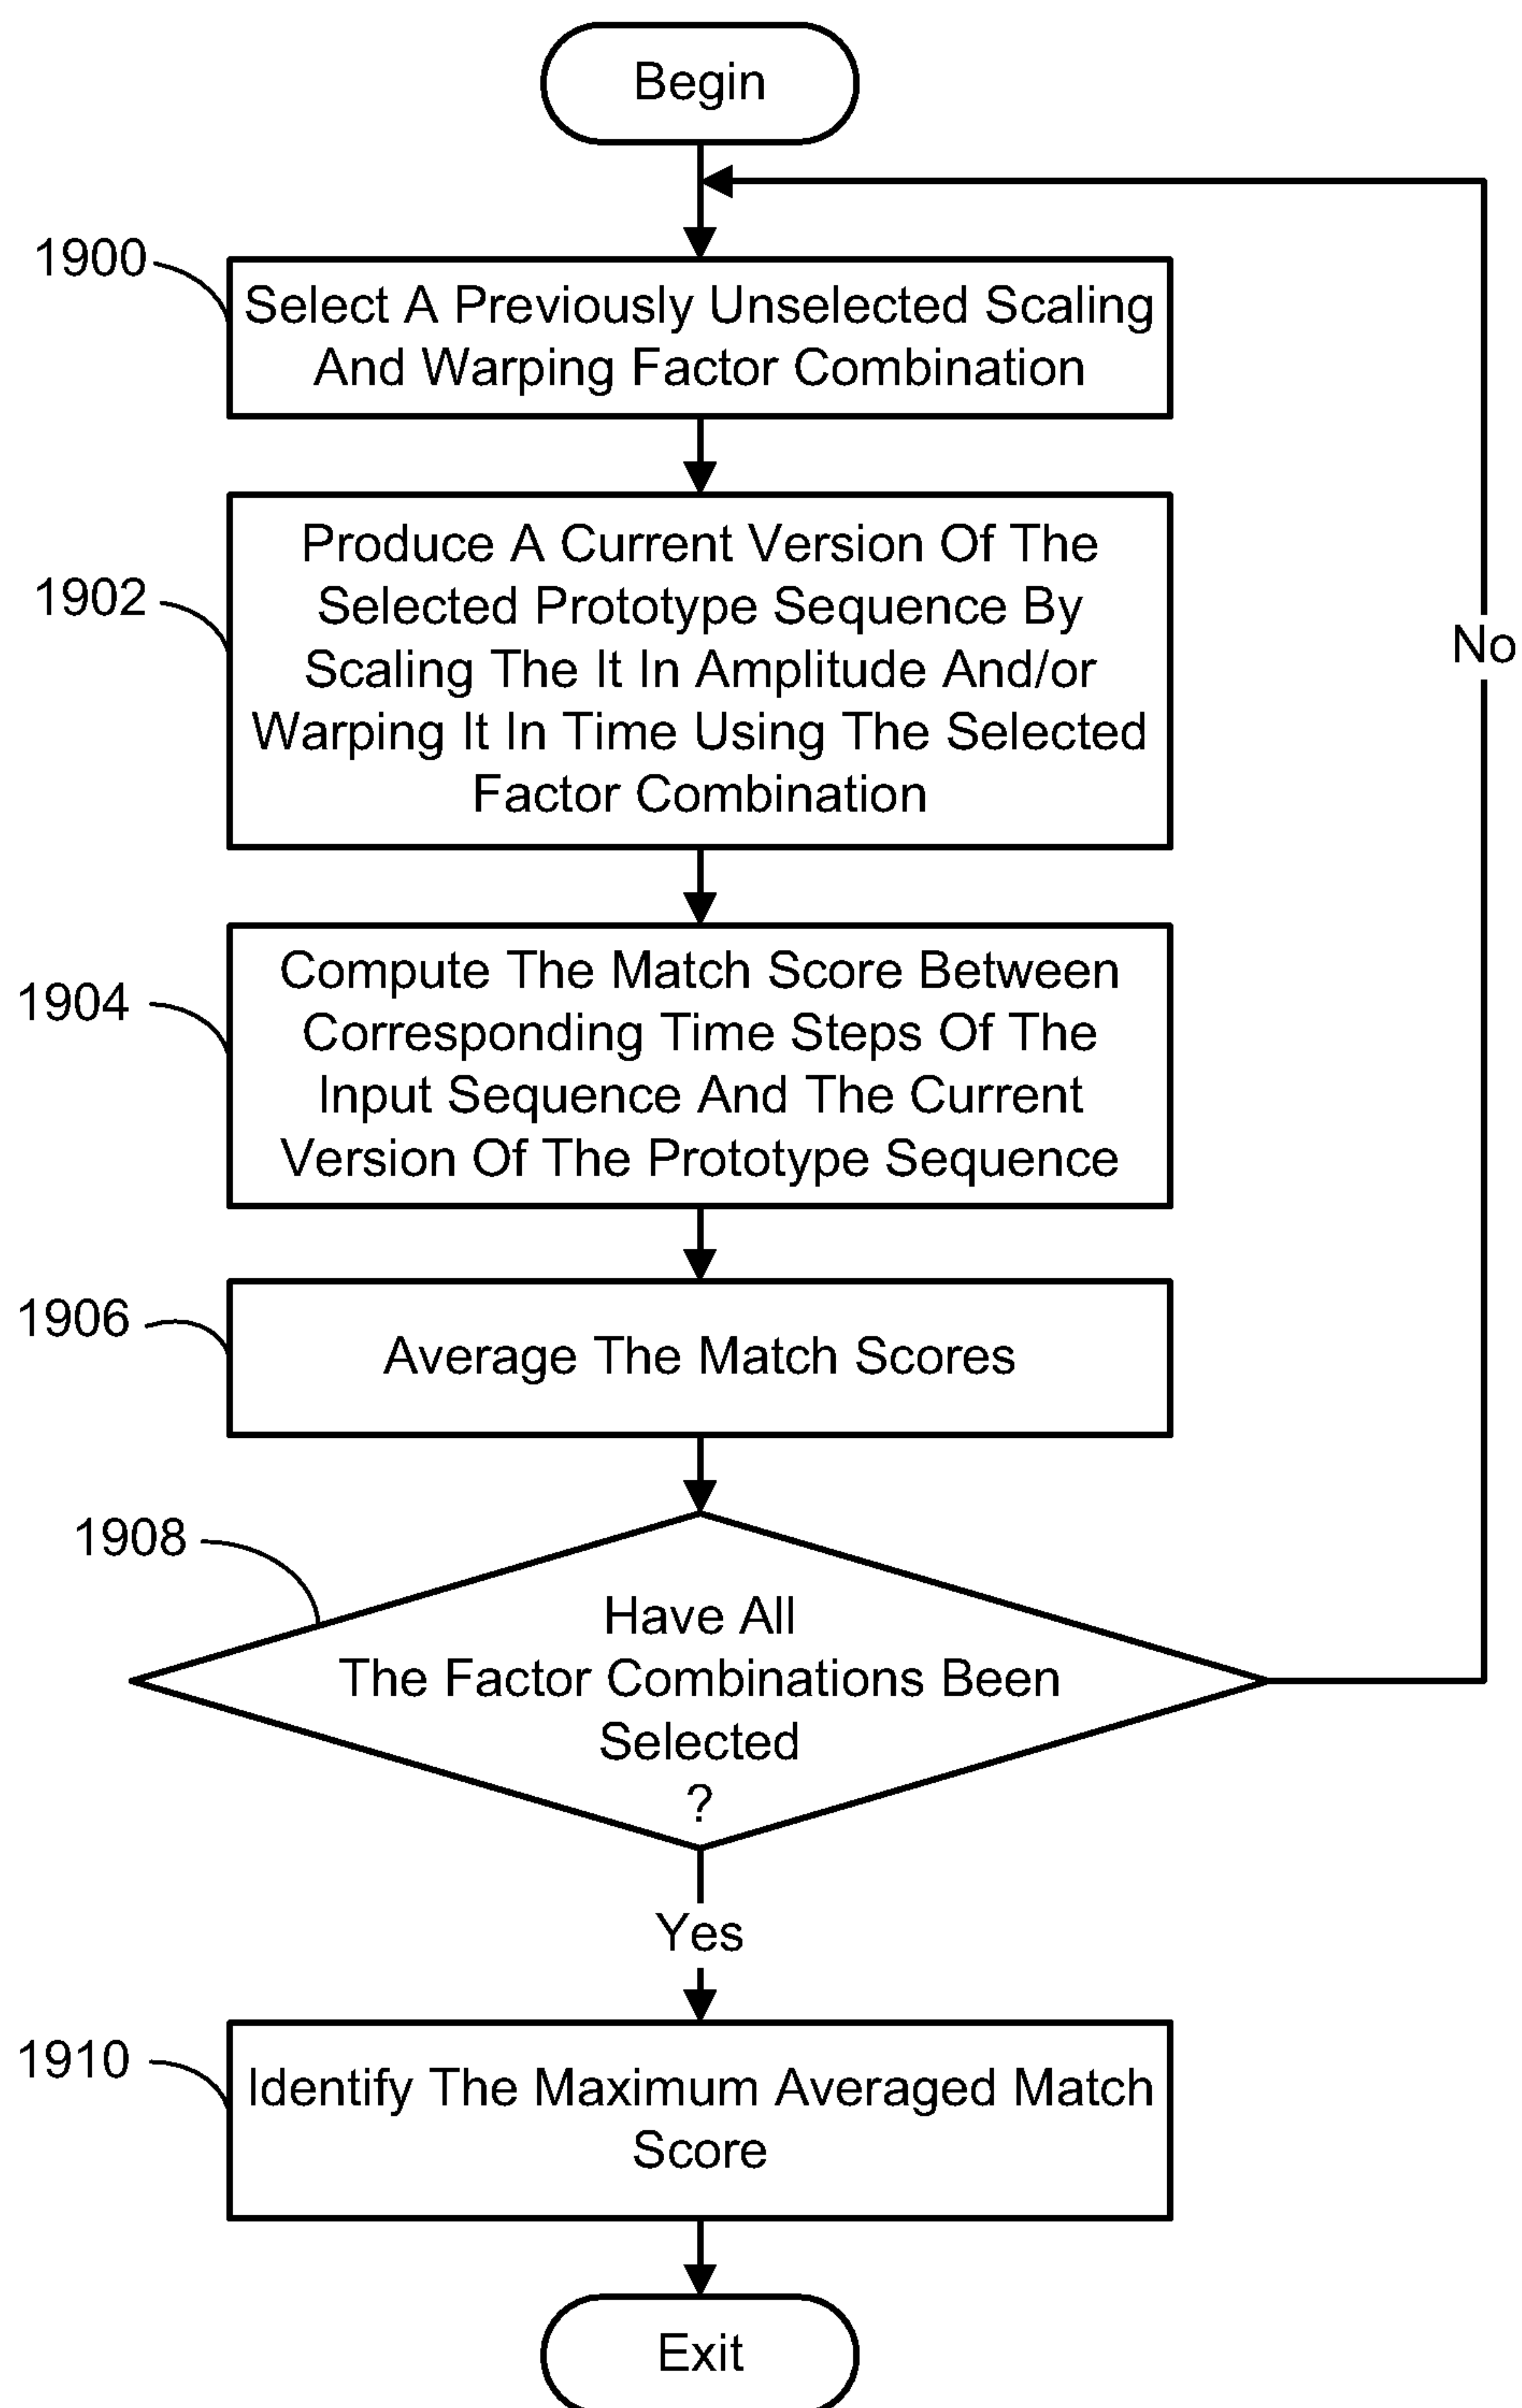 Begin
1900
Select A Previously Unselected Scaling
And Warping Factor Combination
1902
Produce A Current Version Of The
Selected Prototype Sequence By
Scaling The It In Amplitude And/or
Warping It In Time Using The Selected
Factor Combination
No
1904
Compute The Match Score Between
Corresponding Time Steps Of The
Input Sequence And The Current
Version Of The Prototype Sequence
1906
Average The Match Scores
1908
Have All
The Factor Combinations Been
Selected
?
Yes
1910
Identify The Maximum Averaged Match
Score
Exit